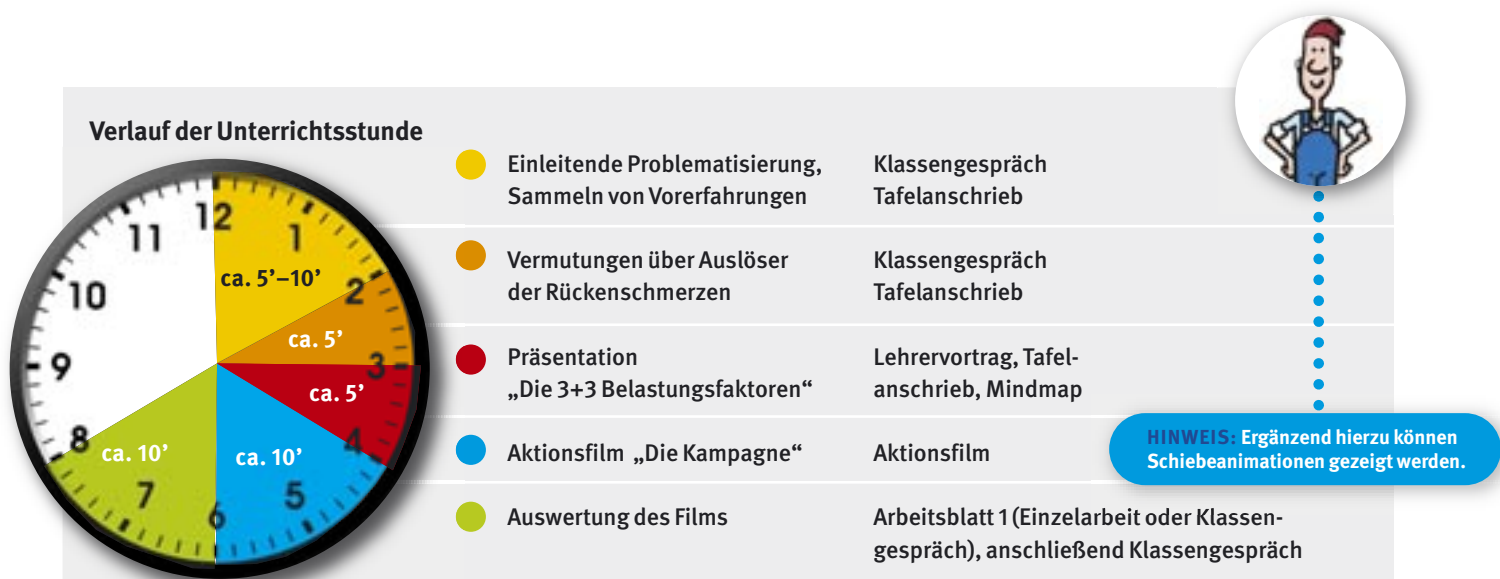 Verlauf der Unterrichtsstunde
12
1
2
3
4
5
6
7
8
9
10
11
ca. 5’–10’
ca. 5’
ca. 5’
ca. 10’
ca. 10’
Einleitende Problematisierung,
Sammeln von Vorerfahrungen
Klassengespräch
Tafelanschrieb
Vermutungen über Auslöser
der Rückenschmerzen
Klassengespräch
Tafelanschrieb
Präsentation
„Die 3+3 Belastungsfaktoren“
Lehrervortrag, Tafel-
anschrieb, Mindmap
Aktionsfilm „Die Kampagne“
Aktionsfilm
HINWEIS: Ergänzend hierzu können
Schiebeanimationen gezeigt werden.
Auswertung des Films
Arbeitsblatt 1 (Einzelarbeit oder Klassen-
gespräch), anschließend Klassengespräch